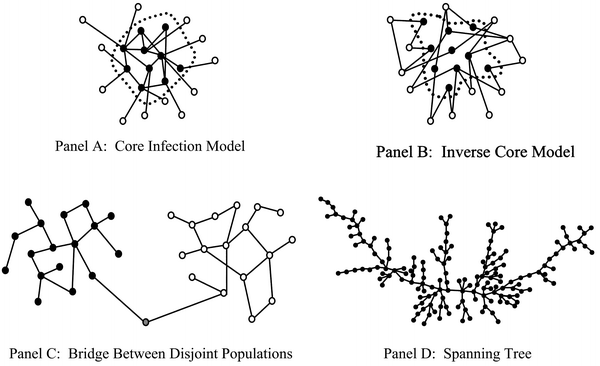 Panel A: Core Infection Model
Panel B: Inverse Core Model
Panel C: Bridge Between Disjoint Populations
Panel D: Spanning Tree